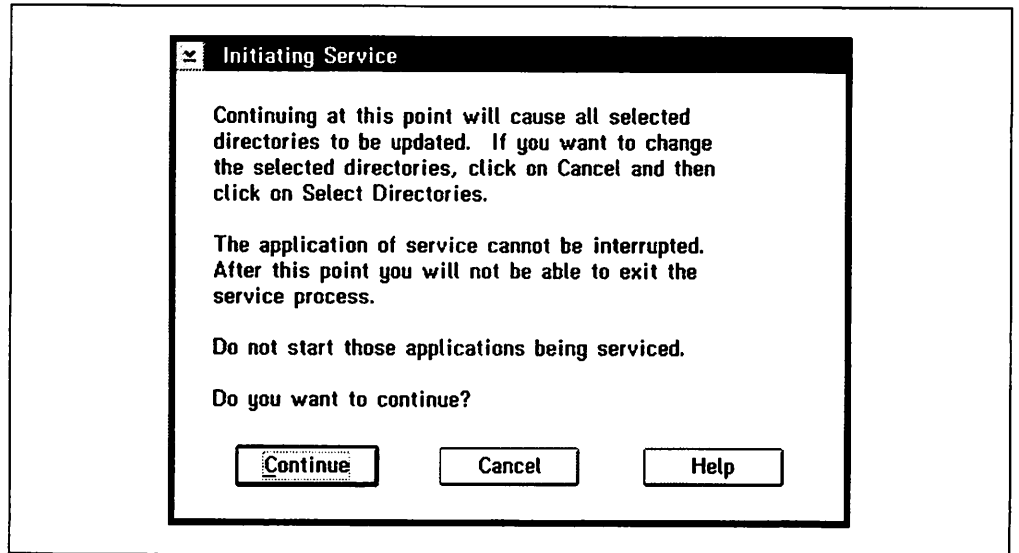 Initiating Service
Continuing at this point will cause all selected
directories to be updated.  If you want to change
the selected directories, click on Cancel and then
click on Select Directories.
The application of service cannot be interrupted.
After this point you will not be able to exit the
service process.
Do not start those applications being serviced.
Do you want to continue?
Continue
Cancel
Help